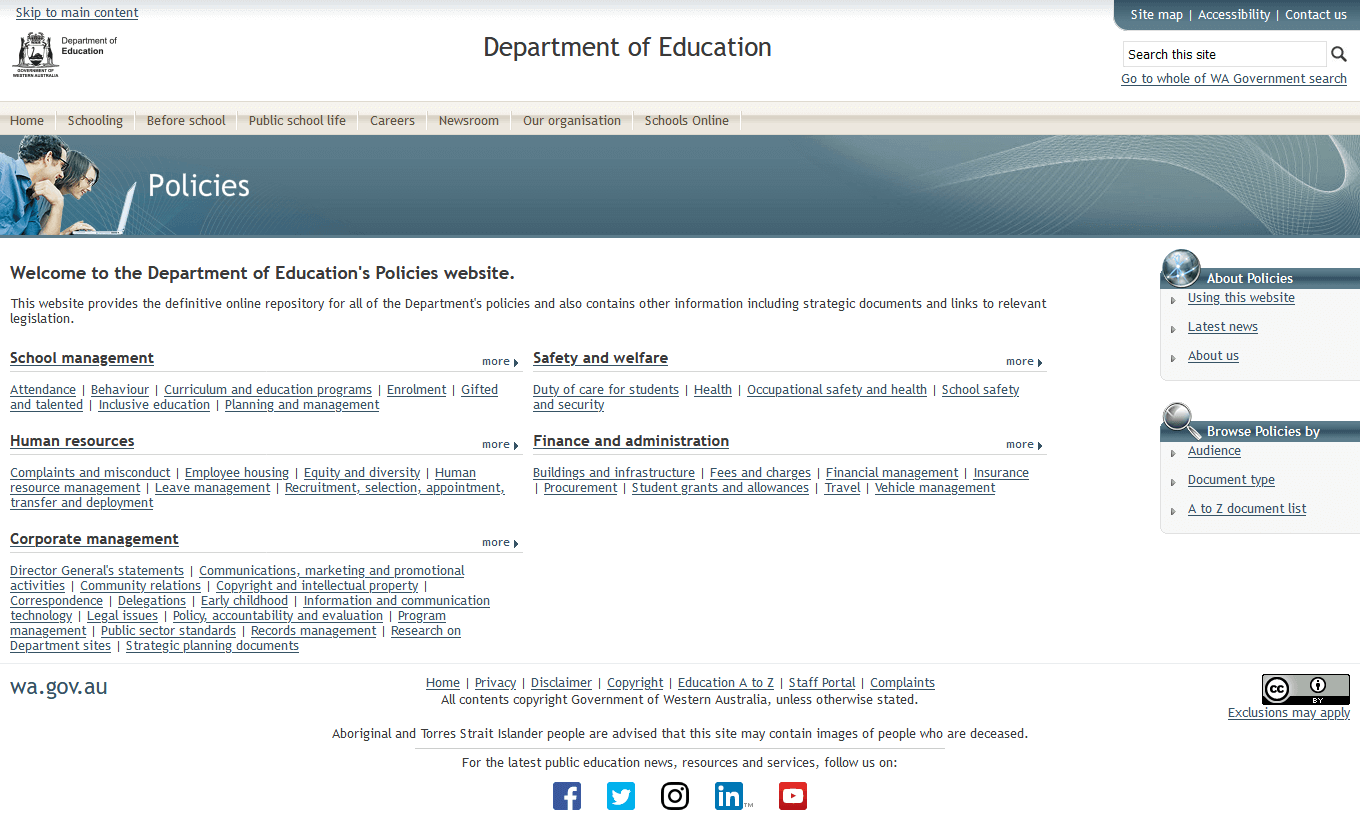 Skip to main content
Site map | Accessibility | Contact us
Department of
Education
GOVERNMENT OF
WESTERN AUSTRALIA
Department of Education
Search this site
Go to whole of WA Government search
Home Schooling Before school Public school life Careers Newsroom Our organisation Schools Online
Policies
Welcome to the Department of Education's Policies website.
This website provides the definitive online repository for all of the Department's policies and also contains other information including strategic documents and links to relevant
legislation.
School management more
Attendance | Behaviour | Curriculum and education programs | Enrolment | Gifted
and talented | Inclusive education | Planning and management
Safety and welfare more
Duty of care for students | Health | Occupational safety and health | School safety
and security
Human resources more
Complaints and misconduct | Employee housing | Equity and diversity | Human
resource management | Leave management | Recruitment, selection, appointment,
transfer and deployment
Finance and administration more
Buildings and infrastructure | Fees and charges | Financial management | Insurance
| Procurement | Student grants and allowances | Travel | Vehicle management
Corporate management more
Director General's statements | Communications, marketing and promotional
activities | Community relations | Copyright and intellectual property |
Correspondence | Delegations | Early childhood | Information and communication
technology | Legal issues | Policy, accountability and evaluation | Program
management | Public sector standards | Records management | Research on
Department sites | Strategic planning documents
About Policies
Using this website
Latest news
About us
Browse Policies by
Audience
Document type
A to Z document list
wa.gov.au
Home | Privacy | Disclaimer | Copyright | Education A to Z | Staff Portal | Complaints
All contents copyright Government of Western Australia, unless otherwise stated.
Aboriginal and Torres Strait Islander people are advised that this site may contain images of people who are deceased.
For the latest public education news, resources and services, follow us on:
in TM
cc BY
Exclusions may apply